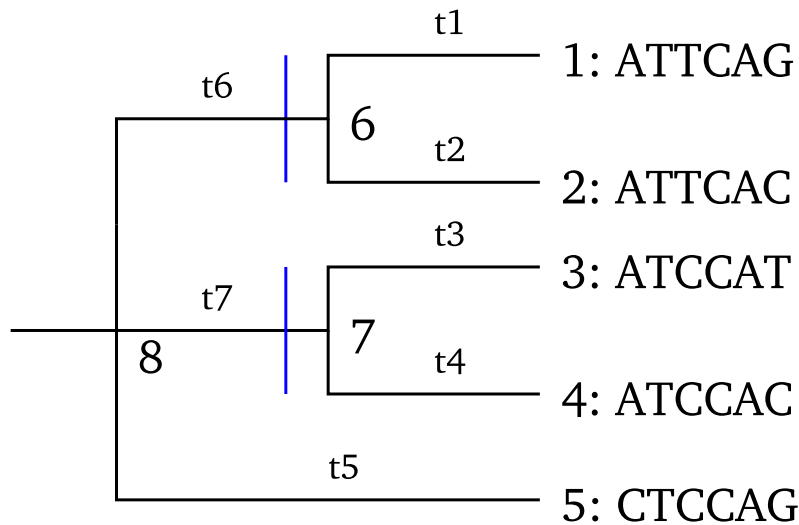 t1
1: ATTCAG
t6
6
t2
2: ATTCAC
t3
3: ATCCAT
t7
7
8
t4
4: ATCCAC
t5
5: CTCCAG